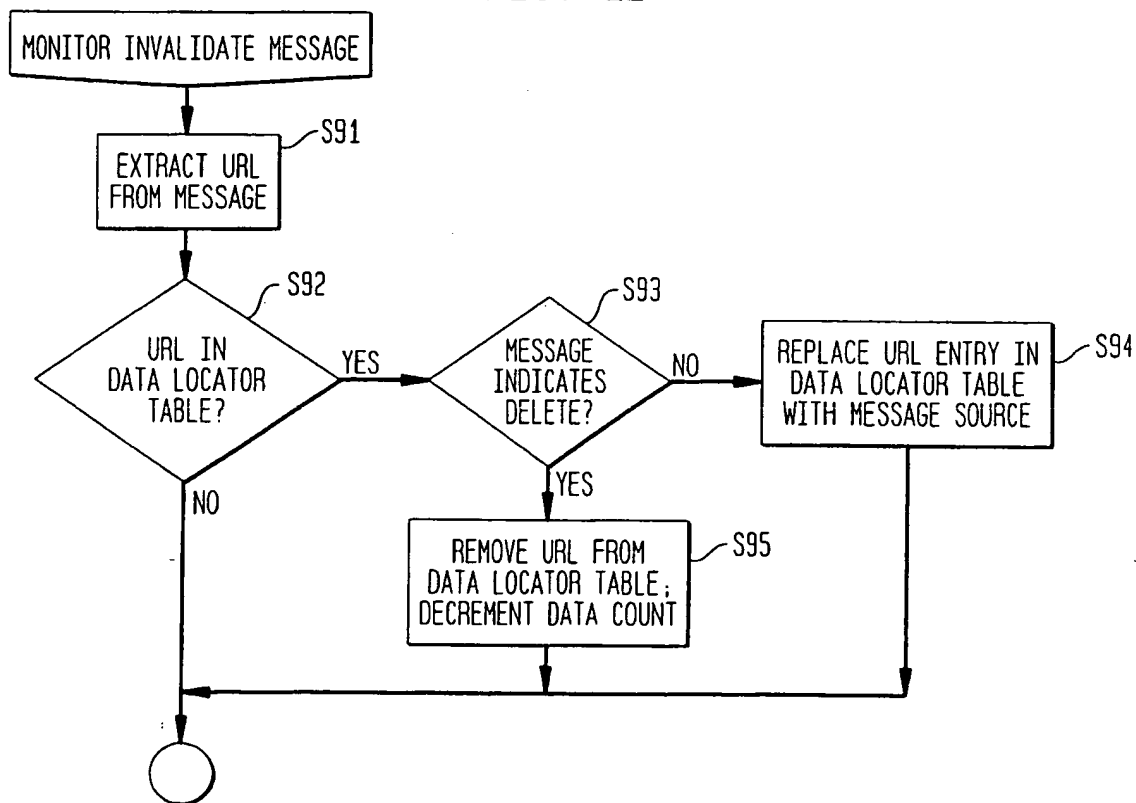 MONITOR INVALIDATE MESSAGE
S91
EXTRACT URL
FROM MESSAGE
S92
URL IN
DATA LOCATOR
TABLE?
YES
NO
S93
MESSAGE
INDICATES
DELETE?
NO
YES
S94
REPLACE URL ENTRY IN
DATA LOCATOR TABLE
WITH MESSAGE SOURCE
S95
REMOVE URL FROM
DATA LOCATOR TABLE;
DECREMENT DATA COUNT